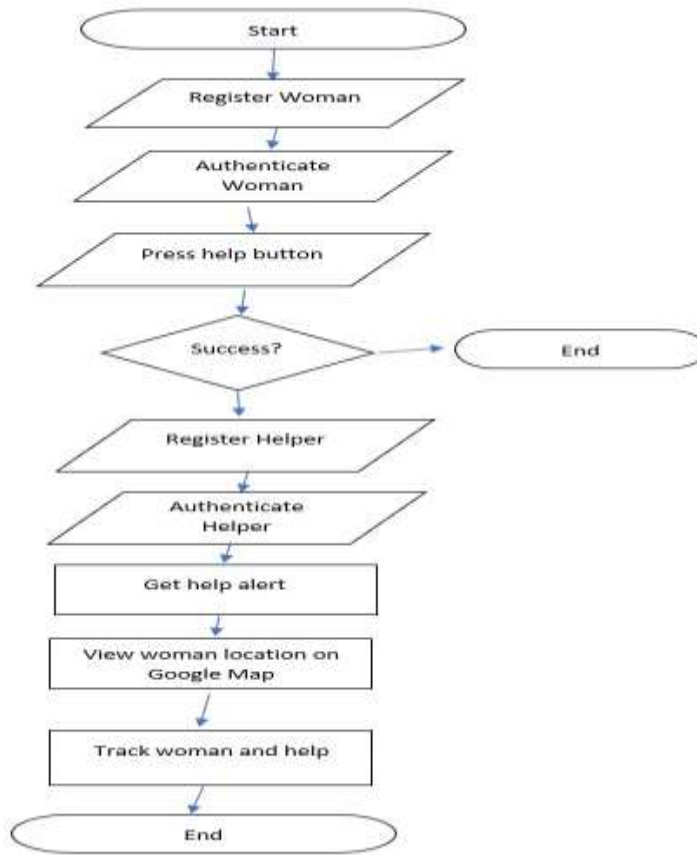 Start
Register Woman
Authenticate
Woman
Press help button
Success?
End
Register Helper
Authenticate
Helper
Get help alert
View woman location on
Google Map
Track woman and help
End